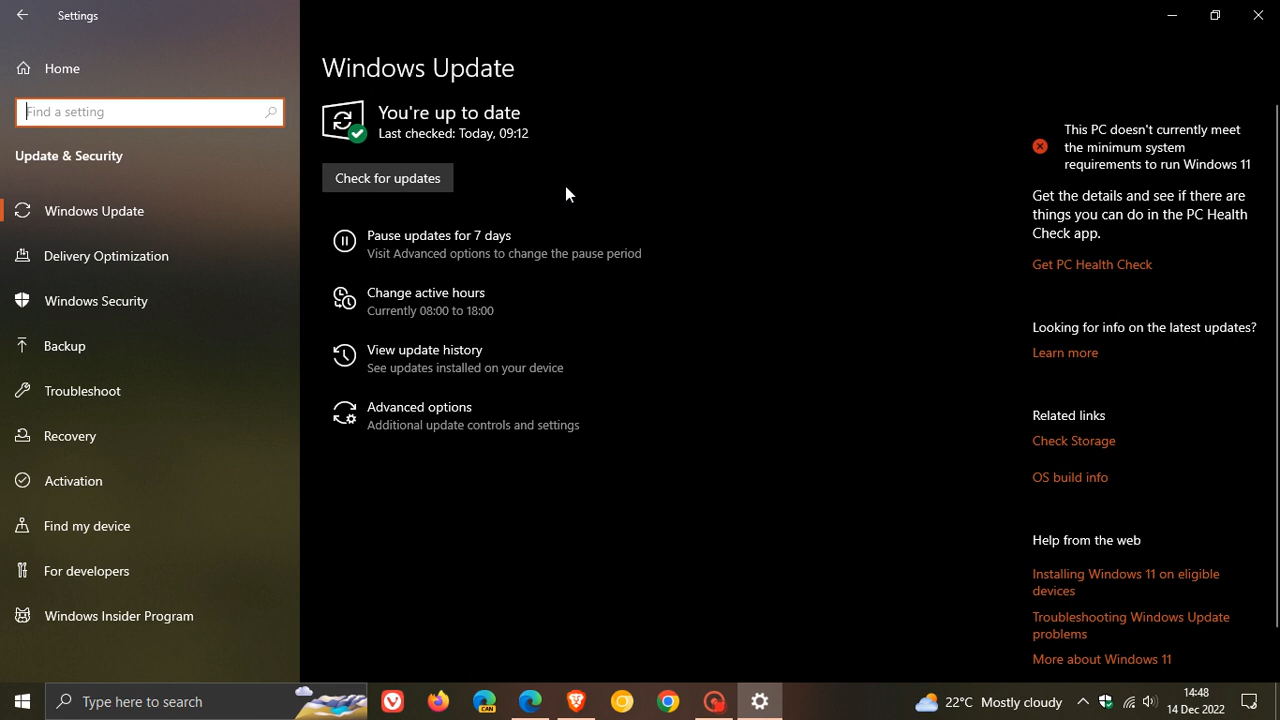 Settings
Home
Find a setting
Update & Security
Windows Update
Delivery Optimization
Windows Security
Backup
Troubleshoot
Recovery
Activation
Find my device
For developers
Windows Insider Program
Windows Update
You're up to date
Last checked: Today, 09:12
Check for updates
Pause updates for 7 days
Visit Advanced options to change the pause period
Change active hours
Currently 08:00 to 18:00
View update history
See updates installed on your device
Advanced options
Additional update controls and settings
This PC doesn't currently meet
the minimum system
requirements to run Windows 11
Get the details and see if there are
things you can do in the PC Health
Check app.
Get PC Health Check
Looking for info on the latest updates?
Learn more
Related links
Check Storage
OS build info
Help from the web
Installing Windows 11 on eligible
devices
Troubleshooting Windows Update
problems
More about Windows 11
Type here to search
CAN
22°C Mostly cloudy
14:48
14 Dec 2022